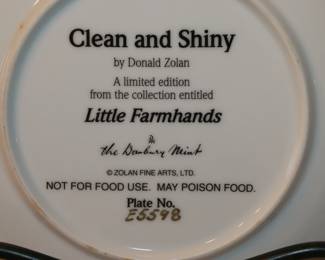 Clean and Shiny
by Donald Zolan
A limited edition
from the collection entitled
Little Farmhands
the Danbury Mint
© ZOLAN FINE ARTS, LTD.
NOT FOR FOOD USE. MAY POISON FOOD.
Plate No.
E5598